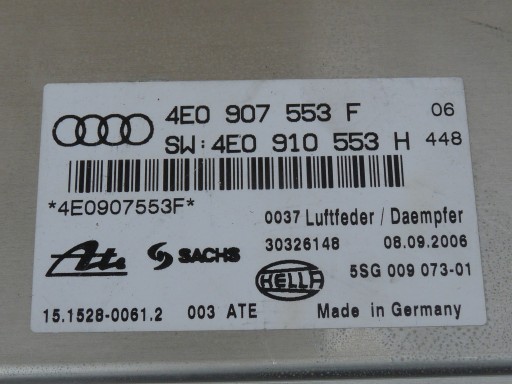 4E0 907 553 F 06
SW: 4E0 910 553 H 448
*4E0907553F*
0037 Luftfeder / Daempfer
30326148 08.09.2006
Ate SACHS HELLA 5SG 009 073-01
15.1528-0061.2 003 ATE Made in Germany